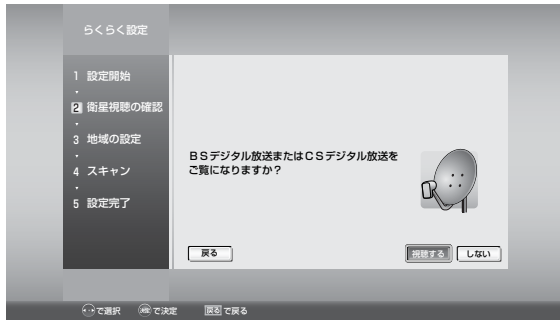 らくらく設定
1 設定開始
2 衛星視聴の確認
3 地域の設定
4 スキャン
5 設定完了
BSデジタル放送またはCSデジタル放送を
ご覧になりますか?
戻る 視聴する しない
で選択 決定 で決定 戻る で戻る